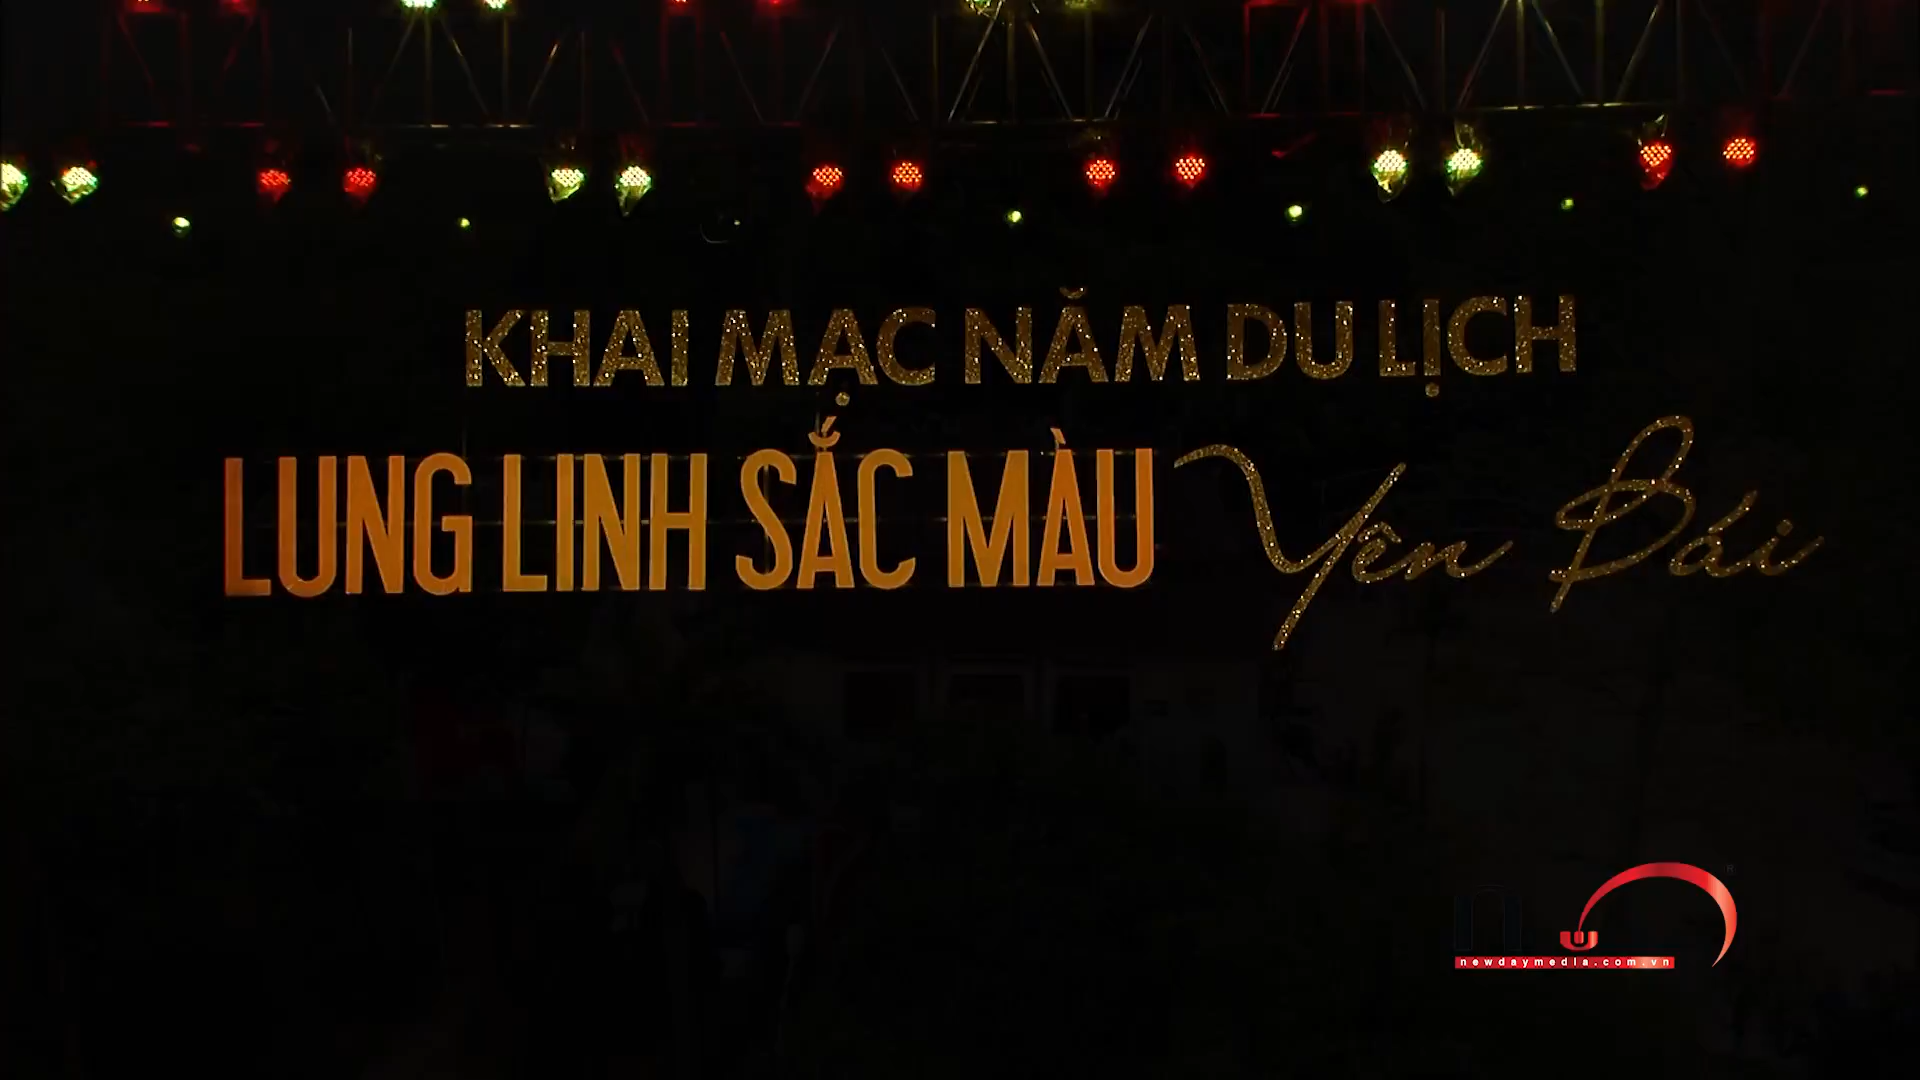 KHAI MẠC NĂM DU LỊCH
LUNG LINH SẮC MÀU Yên Bái
newdaymedia.com.vn